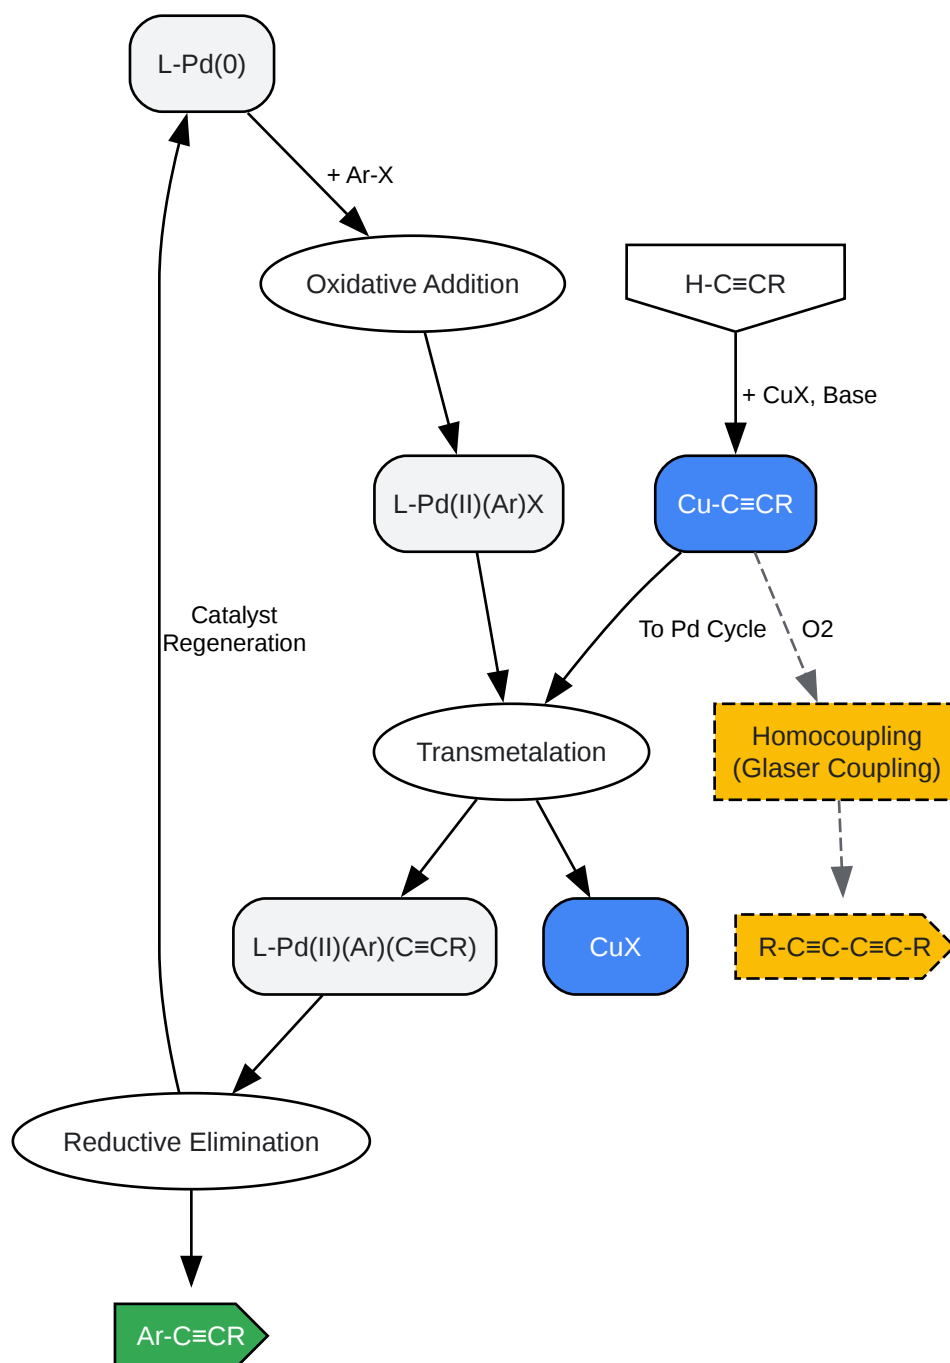 L-Pd(0)
+ Ar-X
Oxidative Addition
H-C≡CR
+ CuX, Base
L-Pd(II)(Ar)X
Cu-C≡CR
Catalyst
Regeneration
To Pd Cycle
O2
Transmetalation
Homocoupling
(Glaser Coupling)
L-Pd(II)(Ar)(C≡CR)
CuX
R-C≡C-C≡C-R
Reductive Elimination
Ar-C≡CR